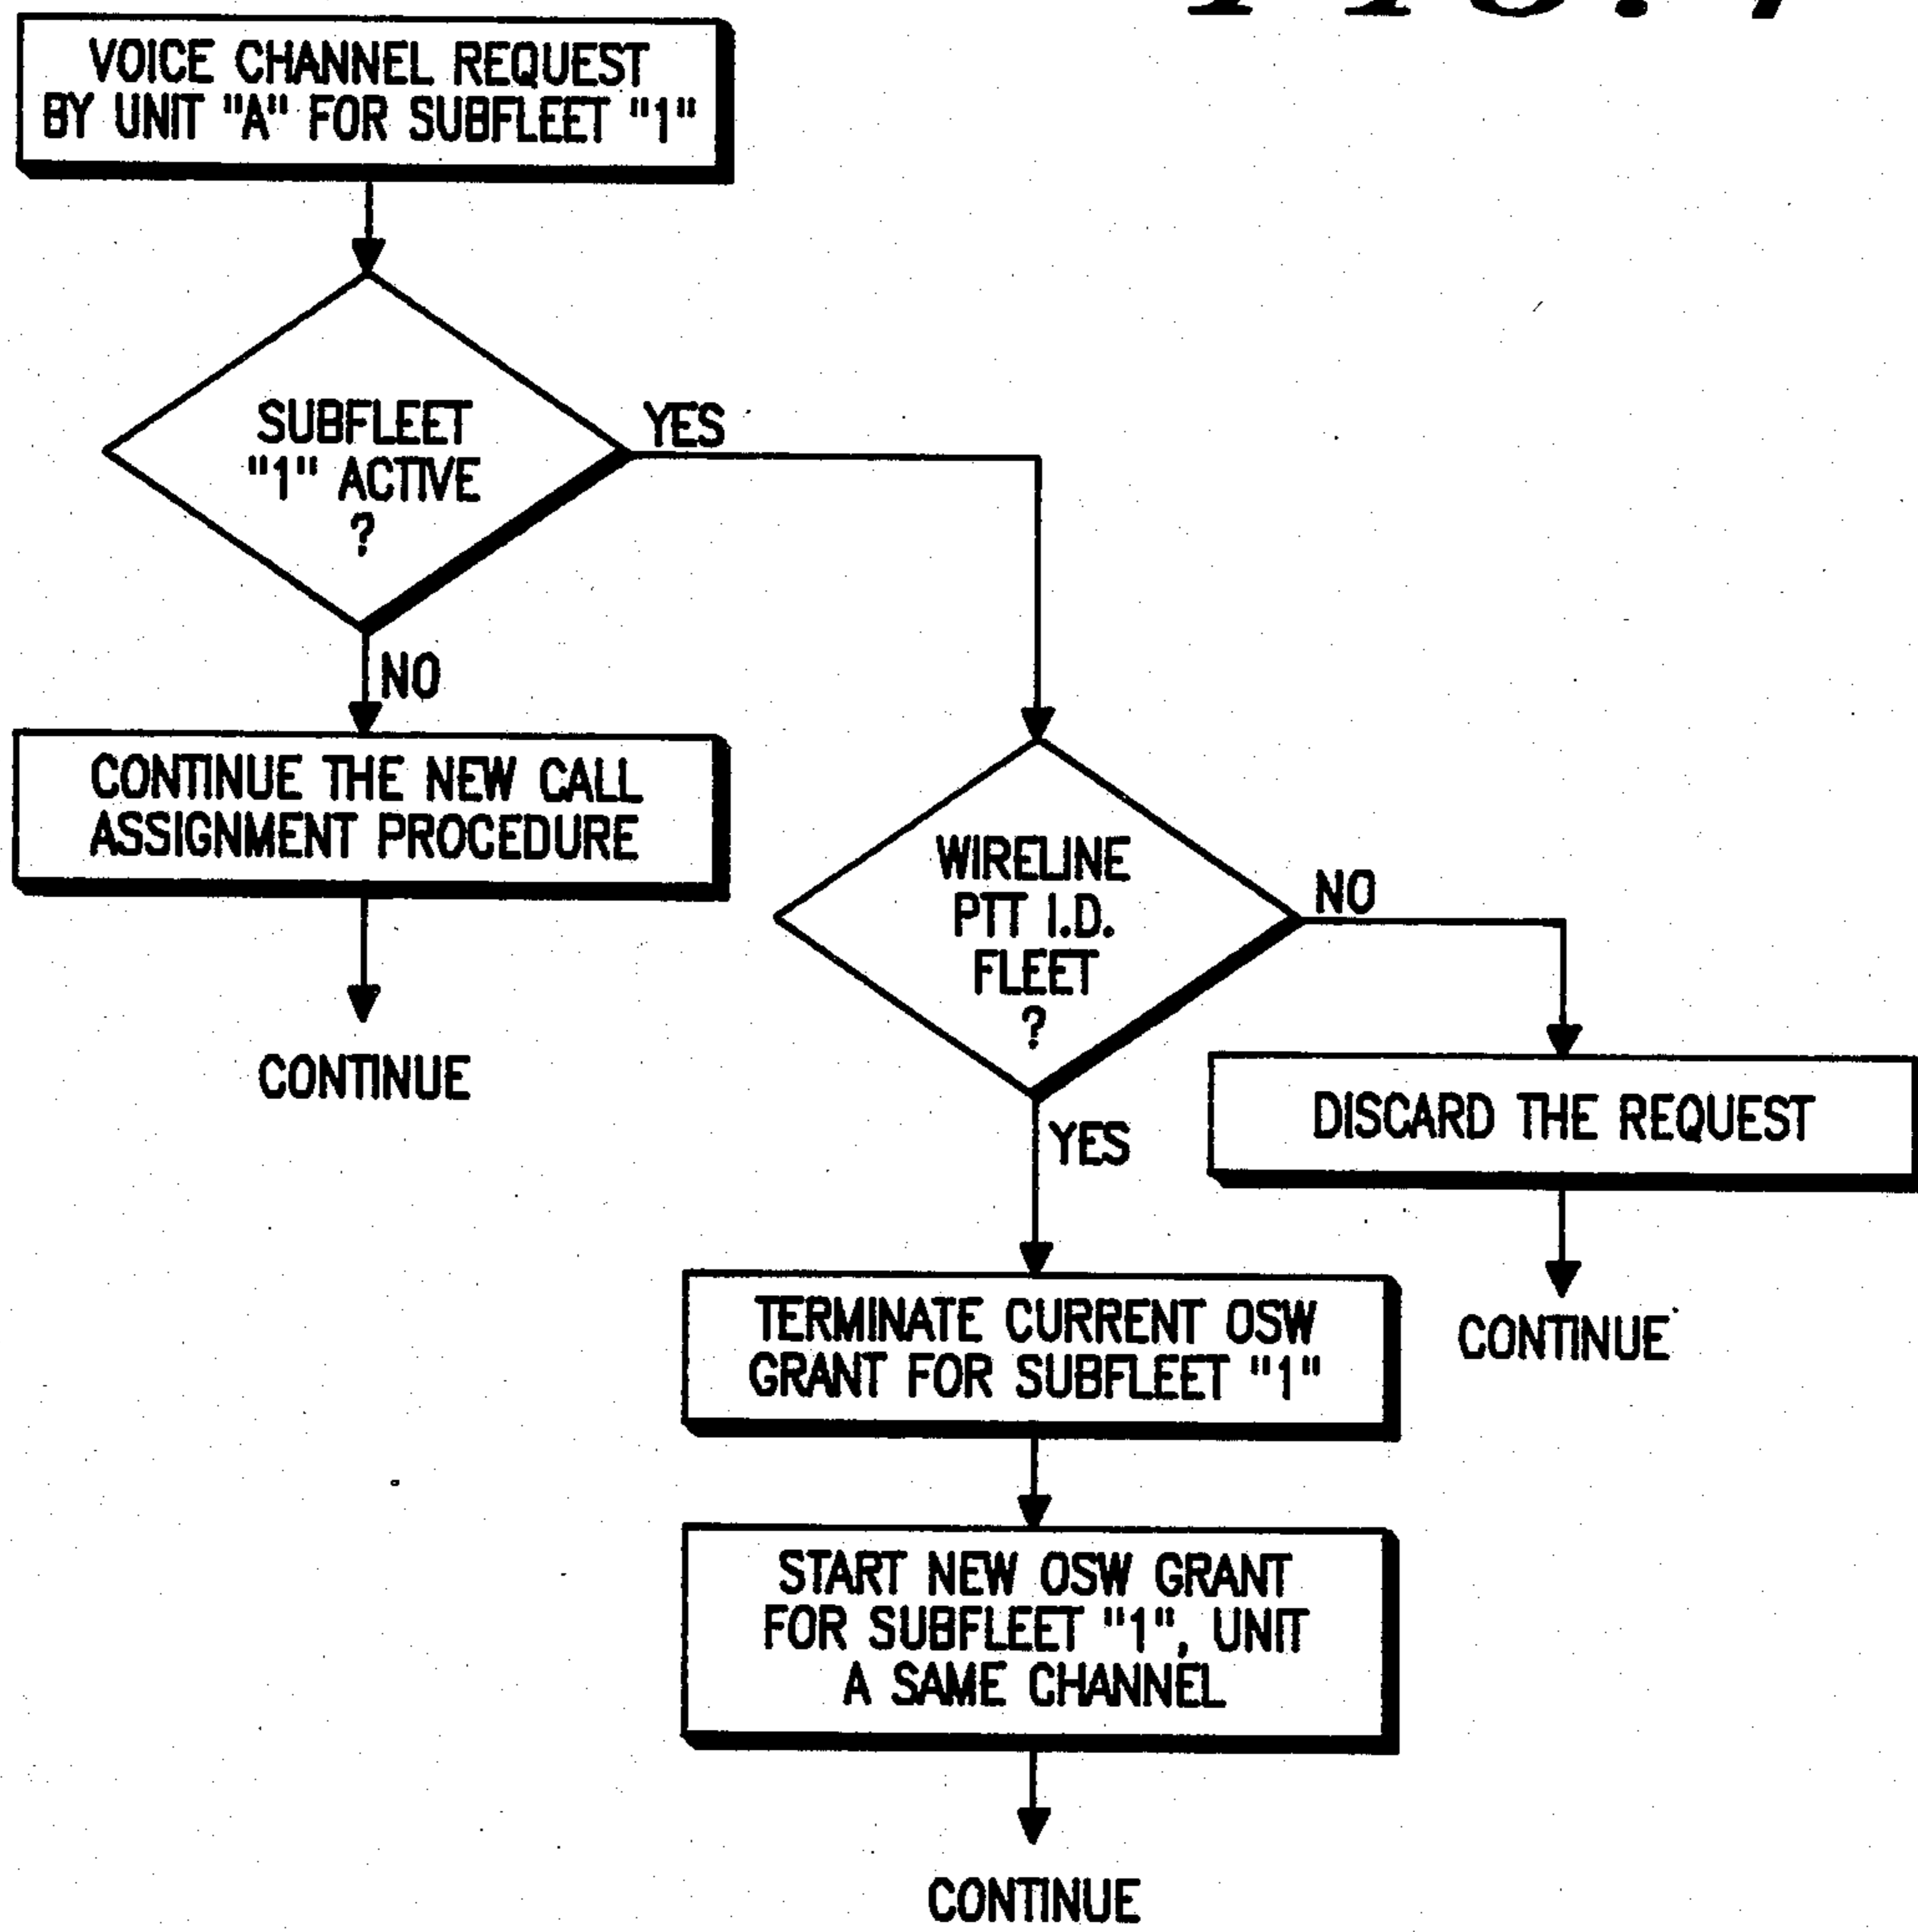 VOICE CHANNEL REQUEST
BY UNIT "A" FOR SUBFLEET "1"
SUBFLEET
"1" ACTIVE
?
YES
NO
CONTINUE THE NEW CALL
ASSIGNMENT PROCEDURE
CONTINUE
WIRELINE
PTT I.D.
FLEET
?
NO
YES
DISCARD THE REQUEST
CONTINUE
TERMINATE CURRENT OSW
GRANT FOR SUBFLEET "1"
START NEW OSW GRANT
FOR SUBFLEET "1", UNIT
A SAME CHANNEL
CONTINUE